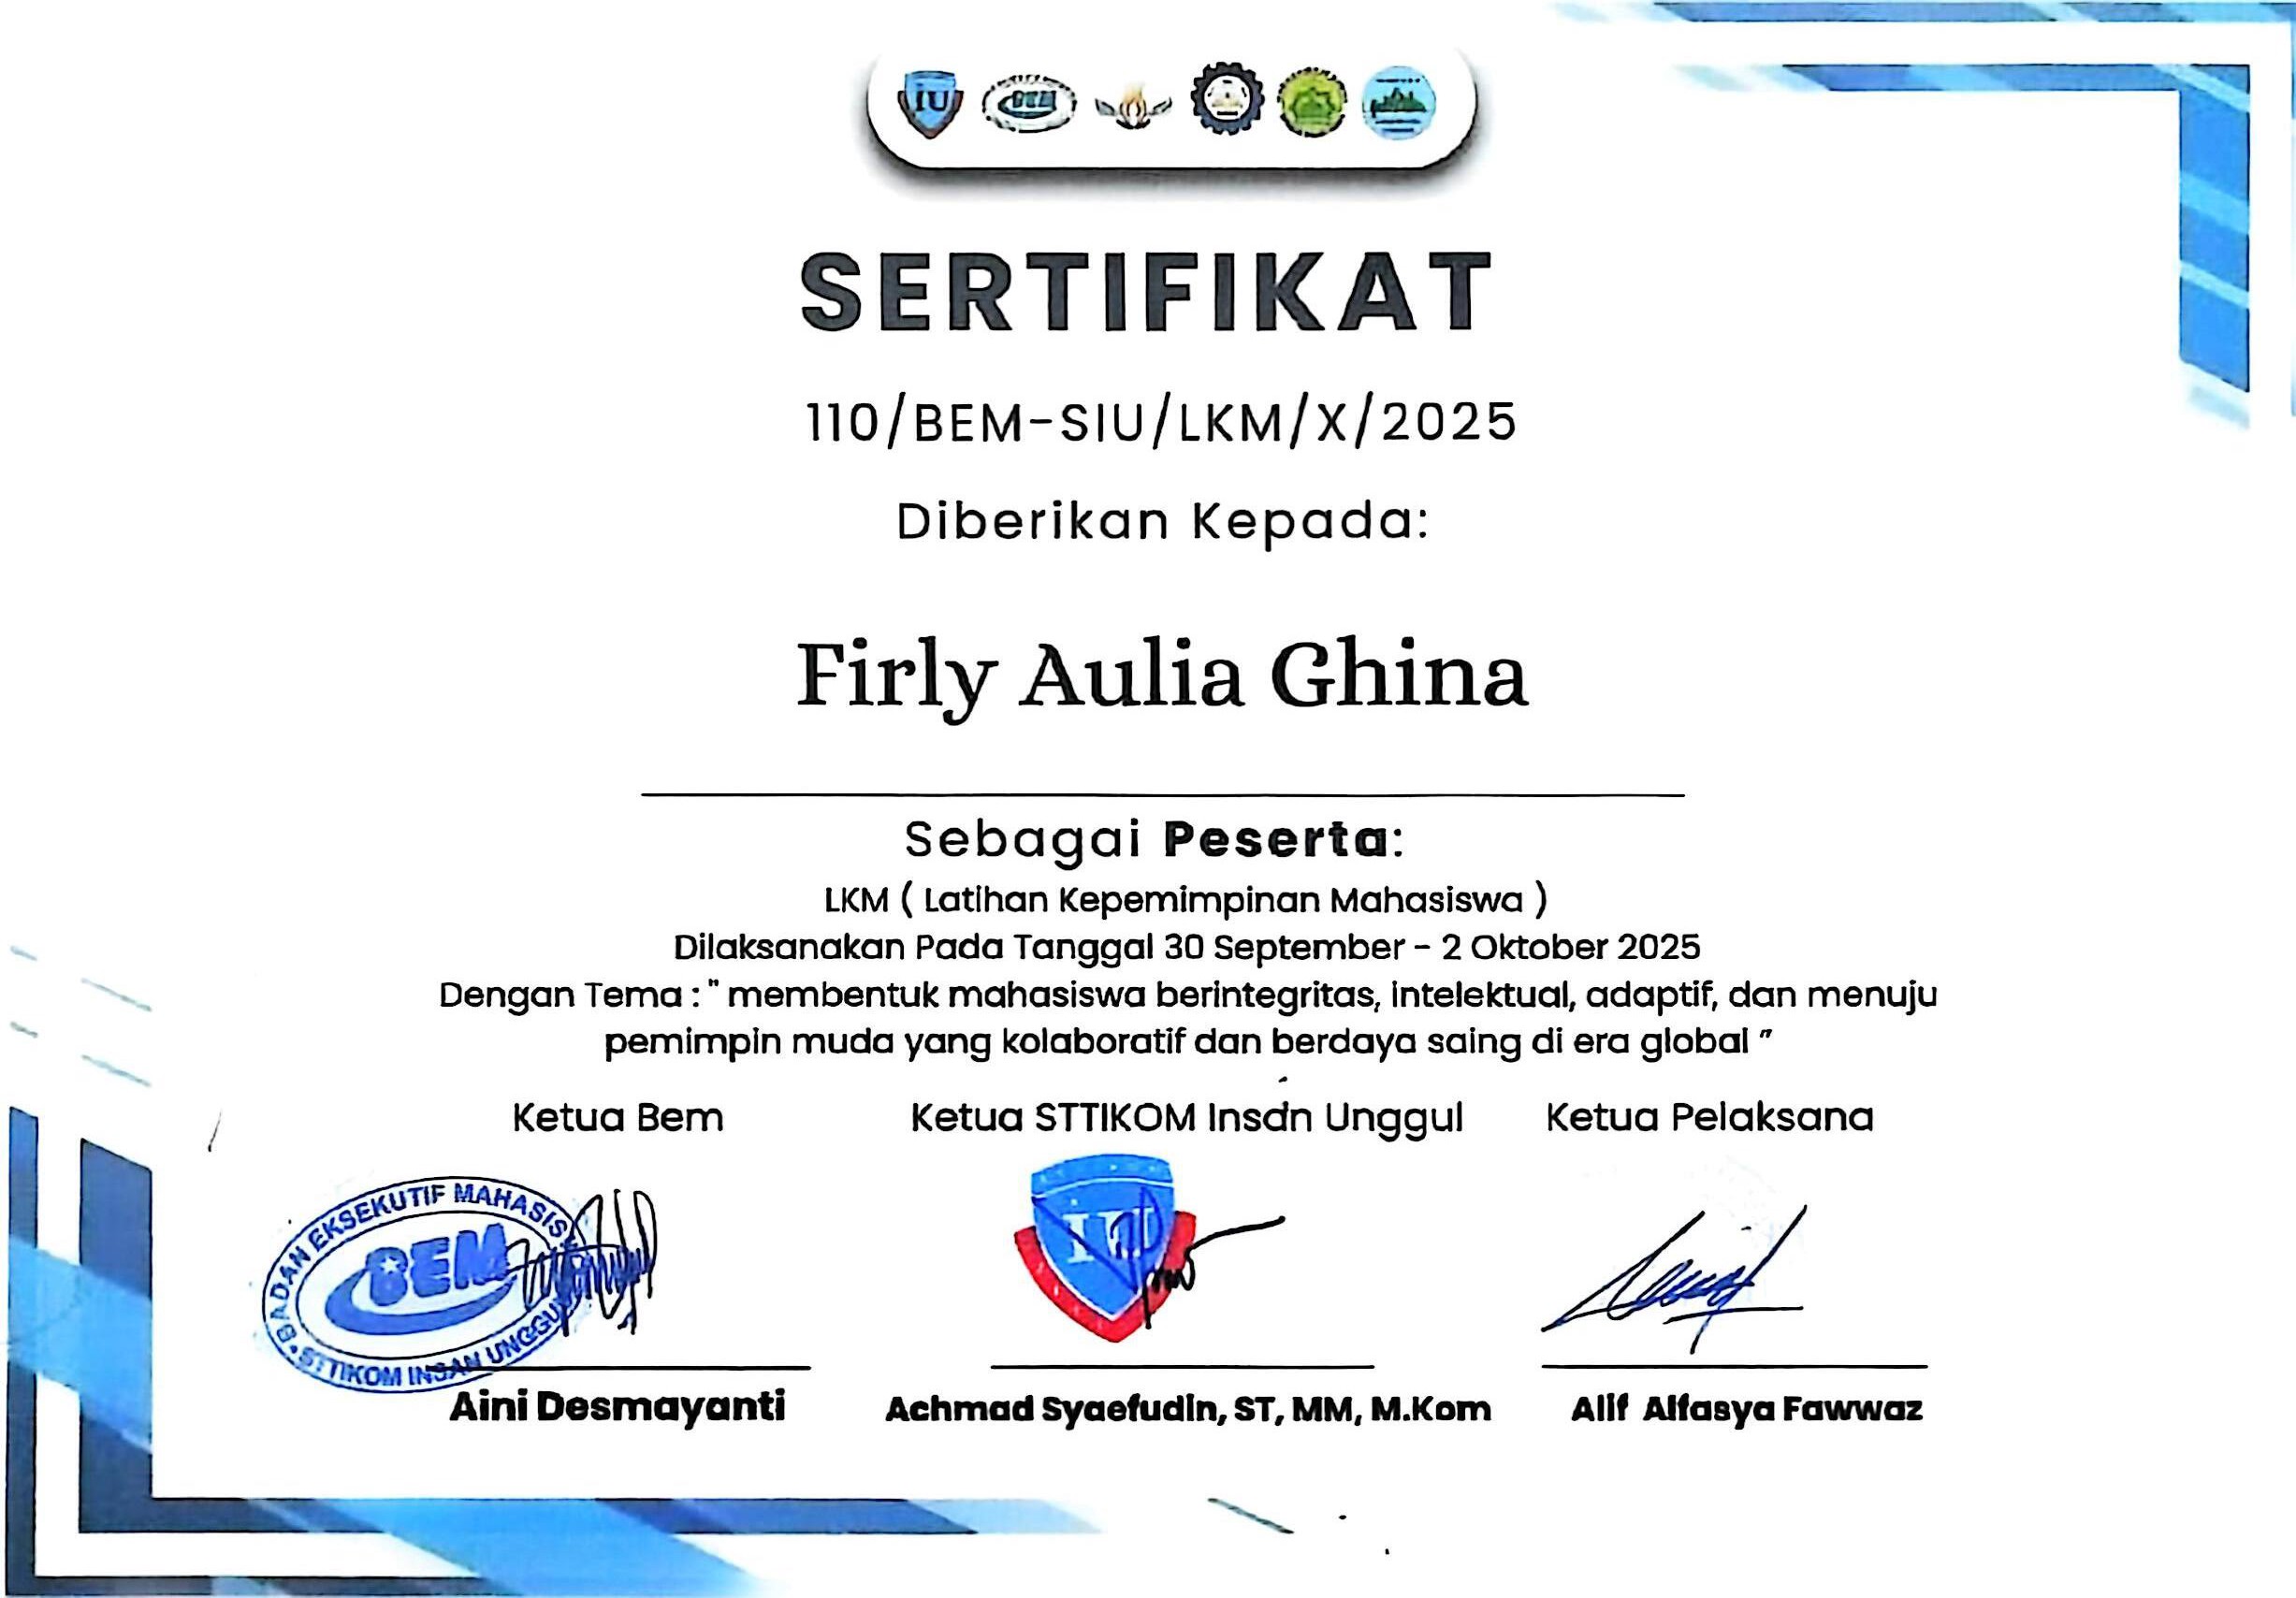 IU
BEM
SERTIFIKAT
110/BEM-SIU/LKM/X/2025
Diberikan Kepada:
Firly Aulia Ghina
Sebagai Peserta:
LKM ( Latihan Kepemimpinan Mahasiswa )
Dilaksanakan Pada Tanggal 30 September - 2 Oktober 2025
Dengan Tema : " membentuk mahasiswa berintegritas, intelektual, adaptif, dan menuju
pemimpin muda yang kolaboratif dan berdaya saing di era global "
Ketua Bem
Ketua STTIKOM Insan Unggul
Ketua Pelaksana
BADAN EKSEKUTIF
BEM
STTIKOM INSAN UNGGUL
Aini Desmayanti
Achmad Syaefudin, ST, MM, M.Kom
Alif Alfasya Fawwaz